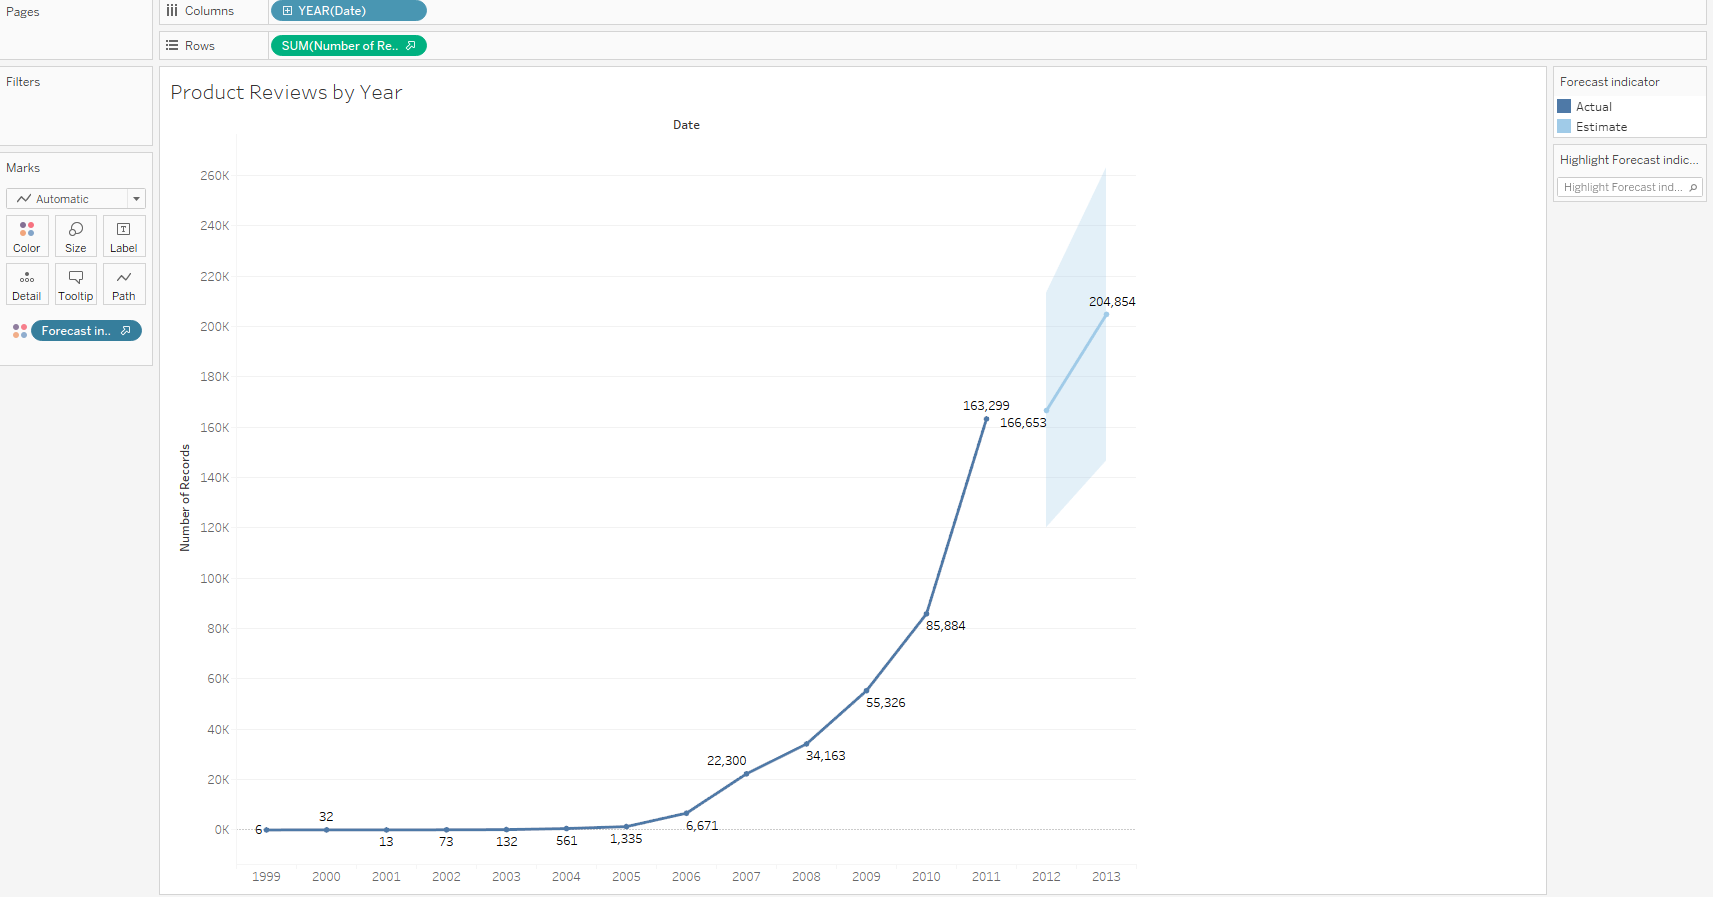 Pages
Columns
YEAR(Date)
Rows
SUM(Number of Re..
Filters
Marks
Automatic
Color
Size
Label
Detail
Tooltip
Path
Forecast in..
Product Reviews by Year
Date
260K
240K
220K
200K
180K
160K
140K
120K
100K
80K
60K
40K
20K
0K
Number of Records
6
32
13
73
132
561
1,335
6,671
22,300
34,163
55,326
85,884
163,299
166,653
204,854
1999 2000 2001 2002 2003 2004 2005 2006 2007 2008 2009 2010 2011 2012 2013
Forecast indicator
Actual
Estimate
Highlight Forecast indic...
Highlight Forecast ind...